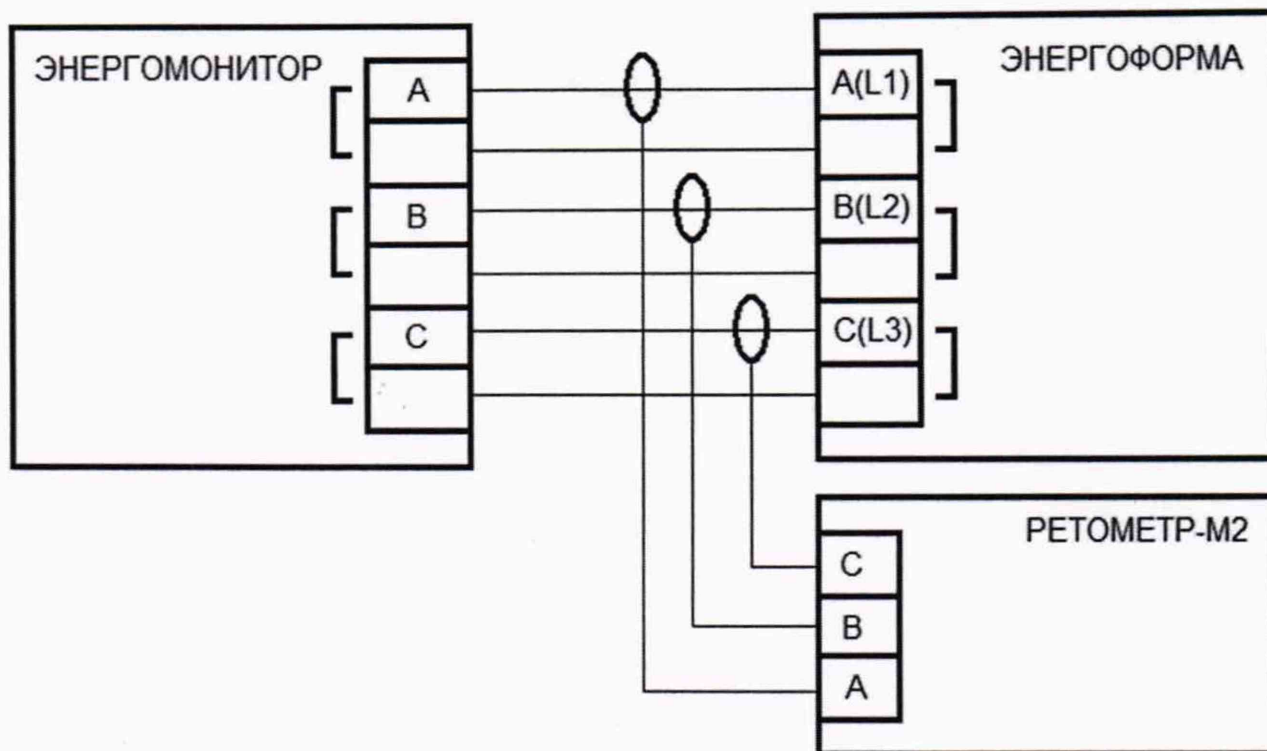 ЭНЕРГОМОНИТОР
A
B
C
ЭНЕРГОФОРМА
A(L1)
B(L2)
C(L3)
РЕТОМЕТР-М2
C
B
A